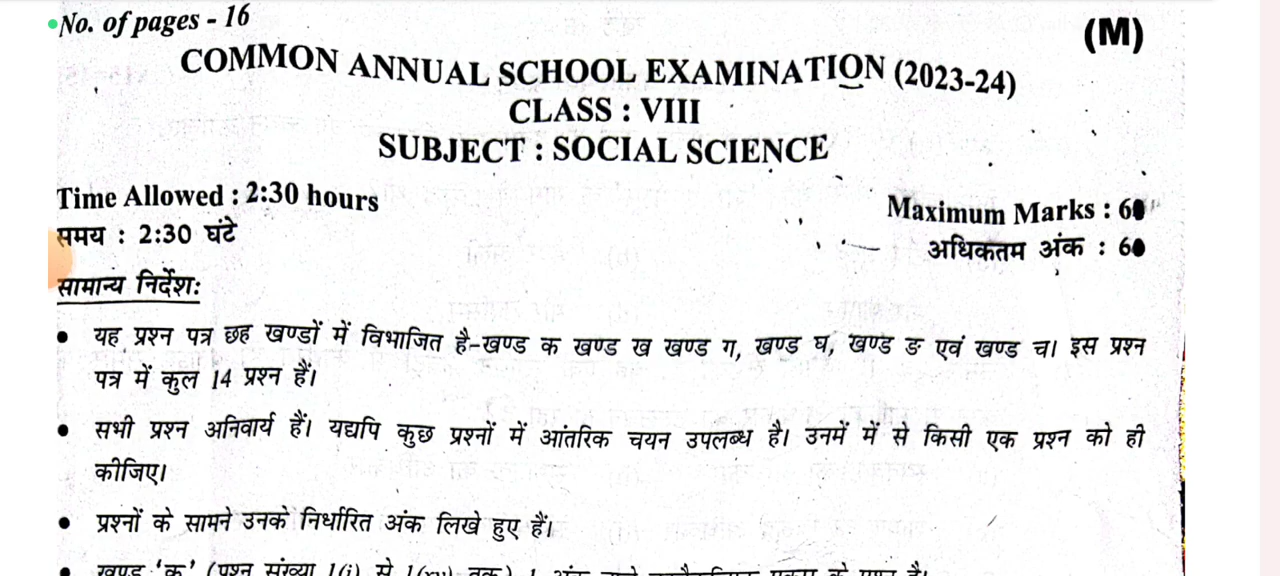 No. of pages - 16
(M)
COMMON ANNUAL SCHOOL EXAMINATION (2023-24)
CLASS : VIII
SUBJECT : SOCIAL SCIENCE
Time Allowed : 2:30 hours
Maximum Marks : 60
समय : 2:30 घंटे
अधिकतम अंक : 60
सामान्य निर्देशः
• यह प्रश्न पत्र छह खण्डों में विभाजित है-खण्ड क खण्ड ख खण्ड ग, खण्ड घ, खण्ड ङ एवं खण्ड च। इस प्रश्न
पत्र में कुल 14 प्रश्न हैं।
• सभी प्रश्न अनिवार्य हैं। यद्यपि कुछ प्रश्नों में आंतरिक चयन उपलब्ध है। उनमें में से किसी एक प्रश्न को ही
कीजिए।
• प्रश्नों के सामने उनके निर्धारित अंक लिखे हुए हैं।
• खण्ड 'क' (प्रश्न संख्या 1(i) से